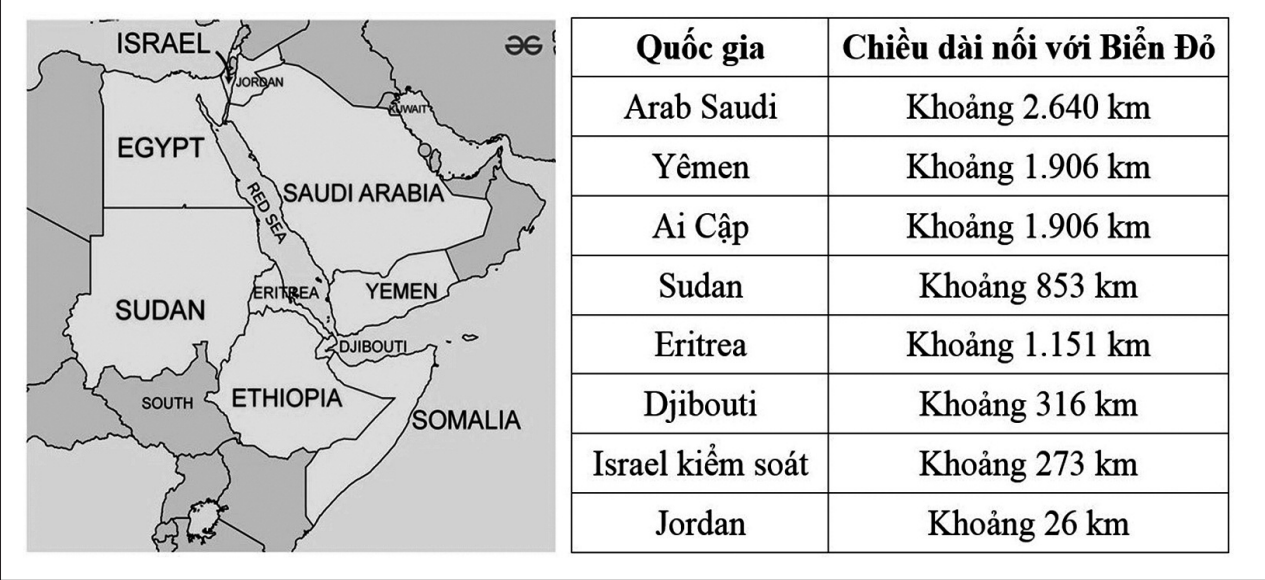 ISRAEL
JORDAN
KUWAIT
EGYPT
RED SEA
SAUDI ARABIA
ERITREA
YEMEN
SUDAN
DJIBOUTI
SOUTH
ETHIOPIA
SOMALIA
Quốc gia Chiều dài nối với Biển Đỏ
Arab Saudi Khoảng 2.640 km
Yêmen Khoảng 1.906 km
Ai Cập Khoảng 1.906 km
Sudan Khoảng 853 km
Eritrea Khoảng 1.151 km
Djibouti Khoảng 316 km
Israel kiểm soát Khoảng 273 km
Jordan Khoảng 26 km